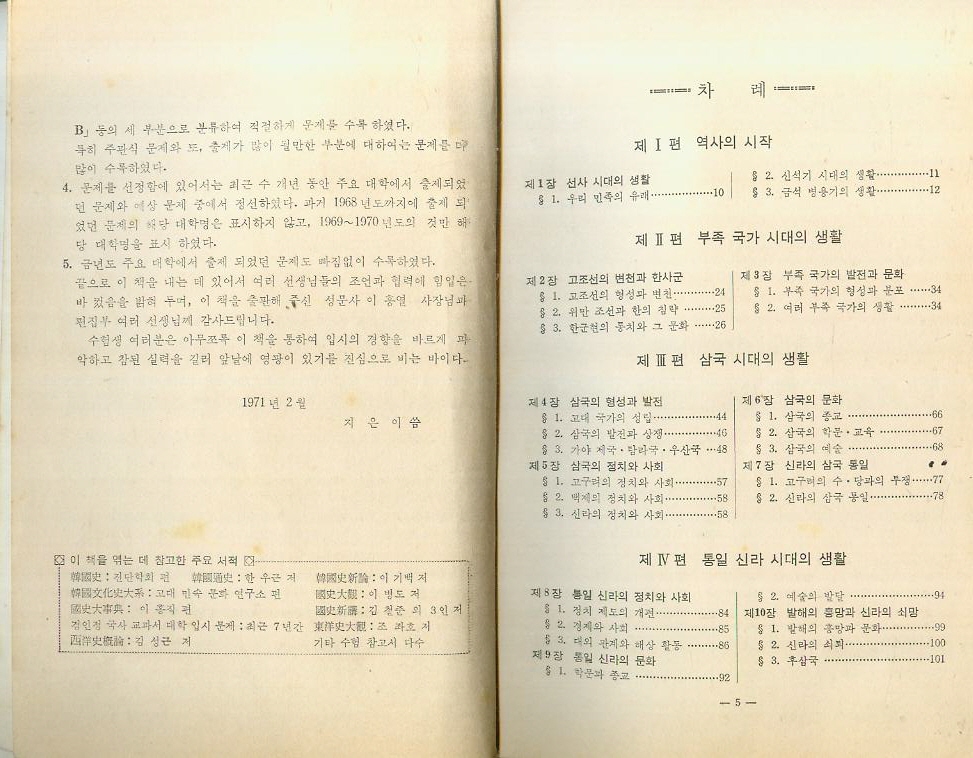 B」 등의 세 부분으로 분류하여 적절하게 문제를 수록 하였다.
특히 주관식 문제와 또, 출제가 많이 될만한 부분에 대하여는 문제를 더
많이 수록하였다.
4. 문제를 선정함에 있어서는 최근 수 개년 동안 주요 대학에서 출제되었
던 문제와 예상 문제 중에서 정선하였다. 과거 1968년도까지에 출제 되
었던 문제의 해당 대학명은 표시하지 않고, 1969～1970년도의 것만 해
당 대학명을 표시 하였다.
5. 금년도 주요 대학에서 출제 되었던 문제도 빠짐없이 수록하였다.
끝으로 이 책을 내는 데 있어서 여러 선생님들의 조언과 협력에 힘입은
바 컸음을 밝혀 두며, 이 책을 출판해 주신 성문사 이 홍열 사장님과
편집부 여러 선생님께 감사드립니다.
수험생 여러분은 아무쪼록 이 책을 통하여 입시의 경향을 바르게 파
악하고 참된 실력을 길러 앞날에 영광이 있기를 진심으로 비는 바이다.
1971년 2월
지 은 이 씀
이 책을 엮는 데 참고한 주요 서적
韓國史 : 진단학회 편 韓國通史 : 한 우근 저 韓國史新論 : 이 기백 저
韓國文化史大系 : 고대 민속 문화 연구소 편 國史大觀 : 이 병도 저
國史大事典 : 이 홍직 편 國史新講 : 김 철준 외 3인 저
검인정 국사 교과서 대학 입시 문제 : 최근 7년간 東洋史大觀 : 조 좌호 저
西洋史槪論 : 김 성근 저 기타 수험 참고서 다수
차 례
제 Ⅰ 편 역사의 시작
제1장 선사 시대의 생활
§ 1. 우리 민족의 유래……………10
§ 2. 신석기 시대의 생활…………11
§ 3. 금석 병용기의 생활…………12
제 Ⅱ 편 부족 국가 시대의 생활
제2장 고조선의 변천과 한사군
§ 1. 고조선의 형성과 변천…………24
§ 2. 위만 조선과 한의 침략…………25
§ 3. 한군현의 통치와 그 문화……26
제3장 부족 국가의 발전과 문화
§ 1. 부족 국가의 형성과 분포……34
§ 2. 여러 부족 국가의 생활………34
제 Ⅲ 편 삼국 시대의 생활
제4장 삼국의 형성과 발전
§ 1. 고대 국가의 성립……………44
§ 2. 삼국의 발전과 상쟁……………46
§ 3. 가야 제국·탐라국·우산국…48
제5장 삼국의 정치와 사회
§ 1. 고구려의 정치와 사회…………57
§ 2. 백제의 정치와 사회……………58
§ 3. 신라의 정치와 사회……………58
제6장 삼국의 문화
§ 1. 삼국의 종교……………………66
§ 2. 삼국의 학문·교육……………67
§ 3. 삼국의 예술……………………68
제7장 신라의 삼국 통일
§ 1. 고구려의 수·당과의 투쟁……77
§ 2. 신라의 삼국 통일………………78
제 Ⅳ 편 통일 신라 시대의 생활
제8장 통일 신라의 정치와 사회
§ 1. 정치 제도의 개편………………84
§ 2. 경제와 사회……………………85
§ 3. 대외 관계와 해상 활동………86
제9장 통일 신라의 문화
§ 1. 학문과 종교……………………92
§ 2. 예술의 발달……………………94
제10장 발해의 흥망과 신라의 쇠망
§ 1. 발해의 흥망과 문화……………99
§ 2. 신라의 쇠퇴……………………100
§ 3. 후삼국…………………………101
— 5 —